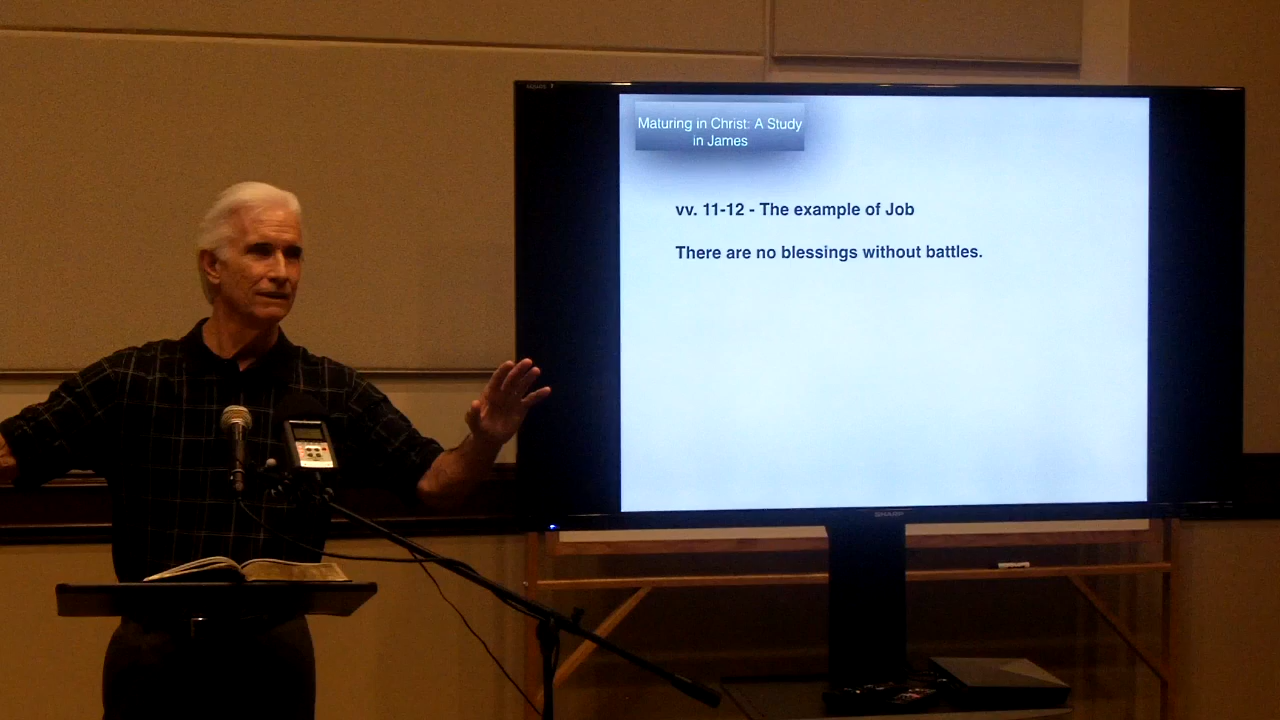 Maturing in Christ: A Study
in James
vv. 11-12 - The example of Job
There are no blessings without battles.
SHARP